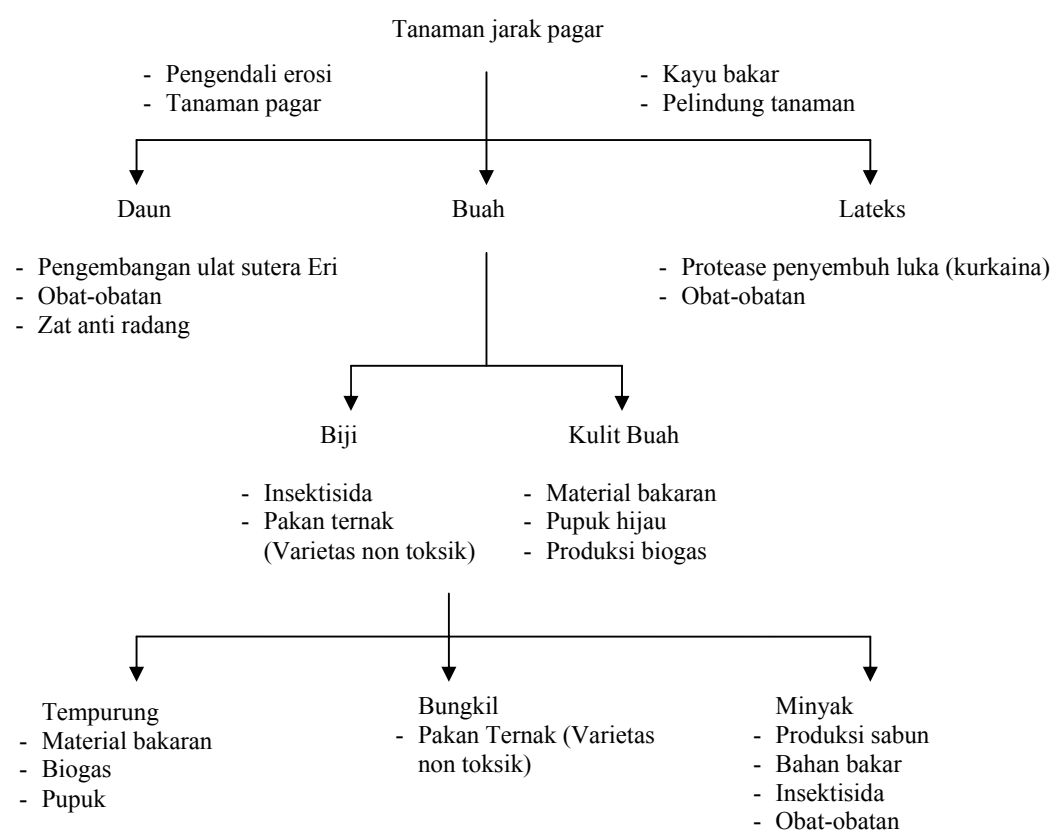 Tanaman jarak pagar
- Pengendali erosi
- Tanaman pagar
- Kayu bakar
- Pelindung tanaman
Daun
Buah
Lateks
- Pengembangan ulat sutera Eri
- Obat-obatan
- Zat anti radang
- Protease penyembuh luka (kurkaina)
- Obat-obatan
Biji
Kulit Buah
- Insektisida
- Pakan ternak
(Varietas non toksik)
- Material bakaran
- Pupuk hijau
- Produksi biogas
Tempurung
- Material bakaran
- Biogas
- Pupuk
Bungkil
- Pakan Ternak (Varietas
non toksik)
Minyak
- Produksi sabun
- Bahan bakar
- Insektisida
- Obat-obatan